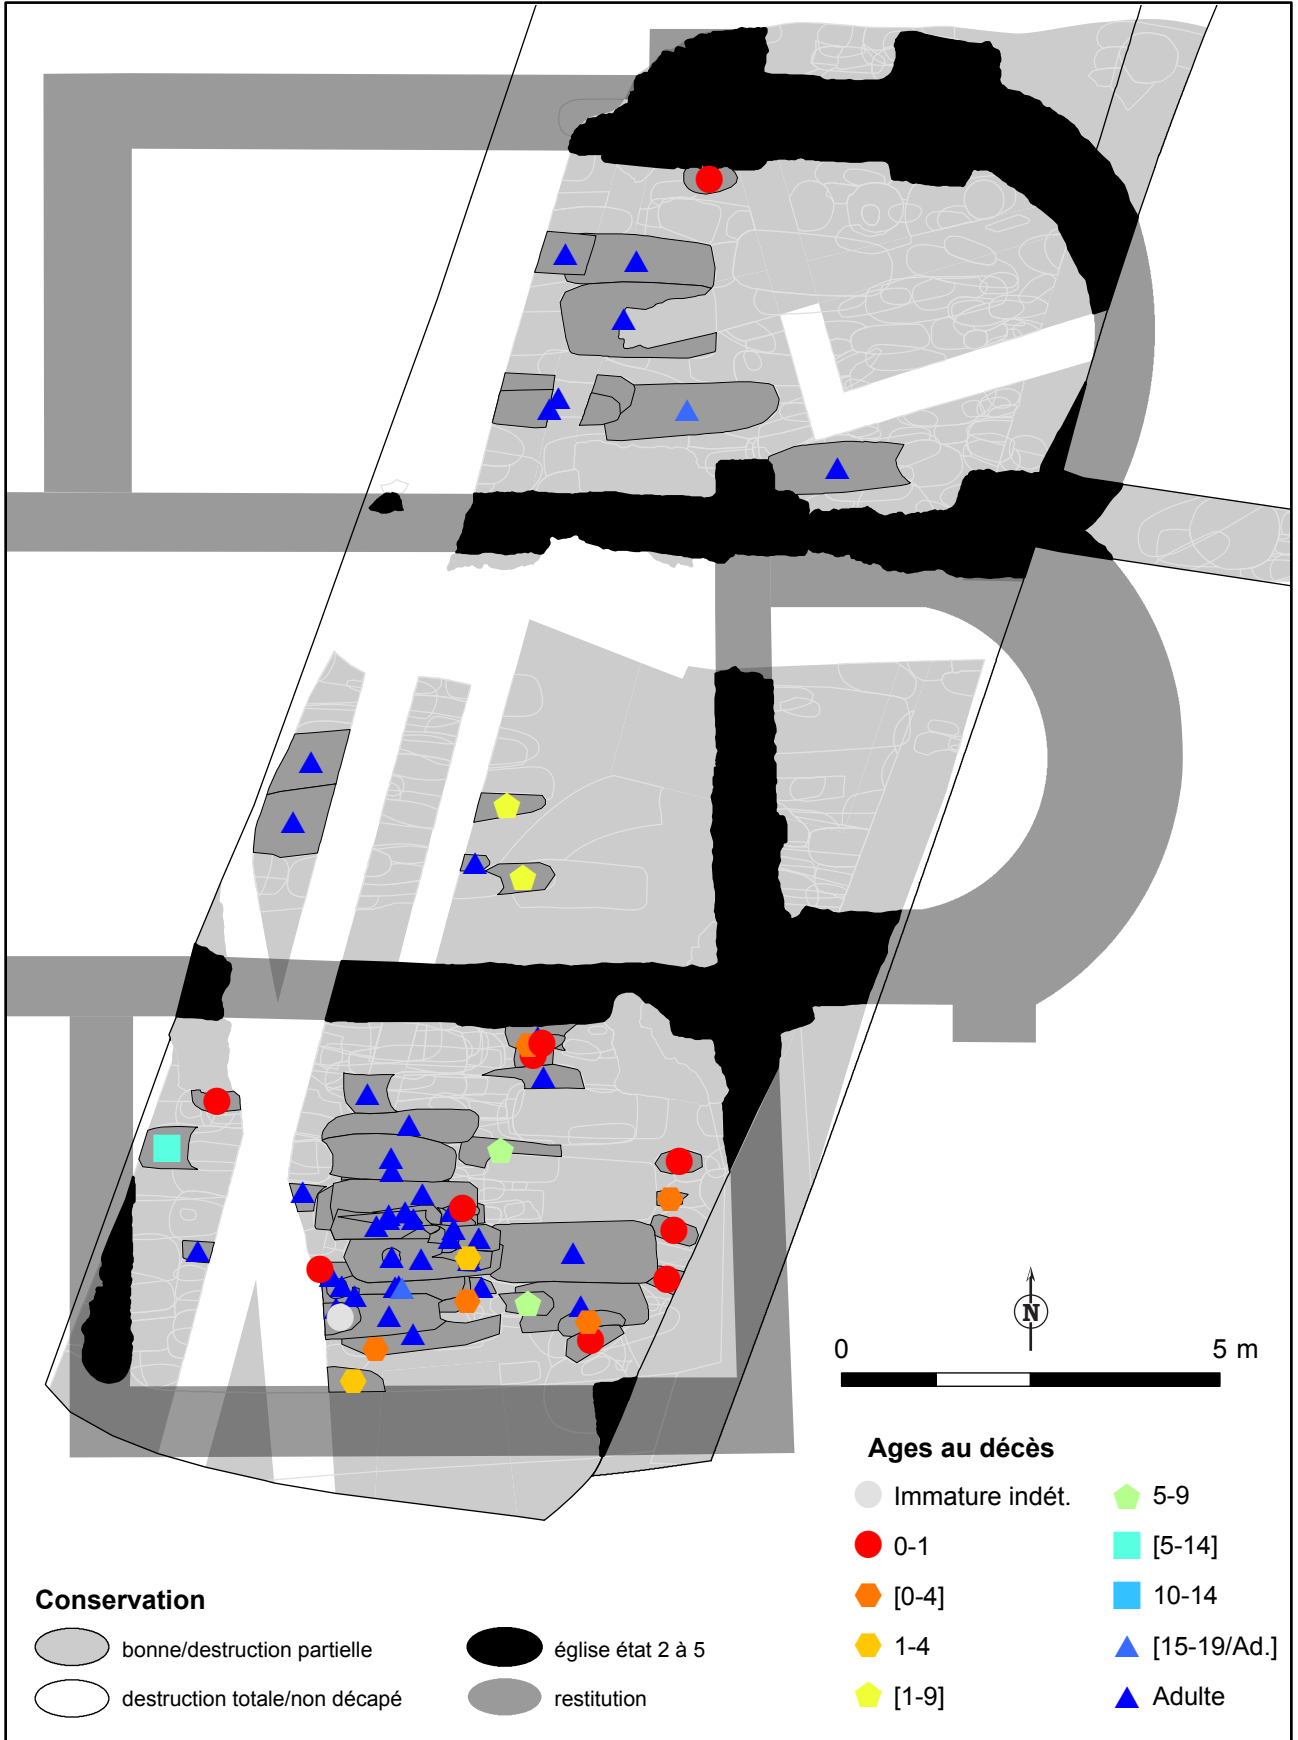 N
0
5 m
Ages au décès
Immature indét.
0-1
[0-4]
1-4
[1-9]
5-9
[5-14]
10-14
[15-19/Ad.]
Adulte
Conservation
bonne/destruction partielle
destruction totale/non décapé
église état 2 à 5
restitution